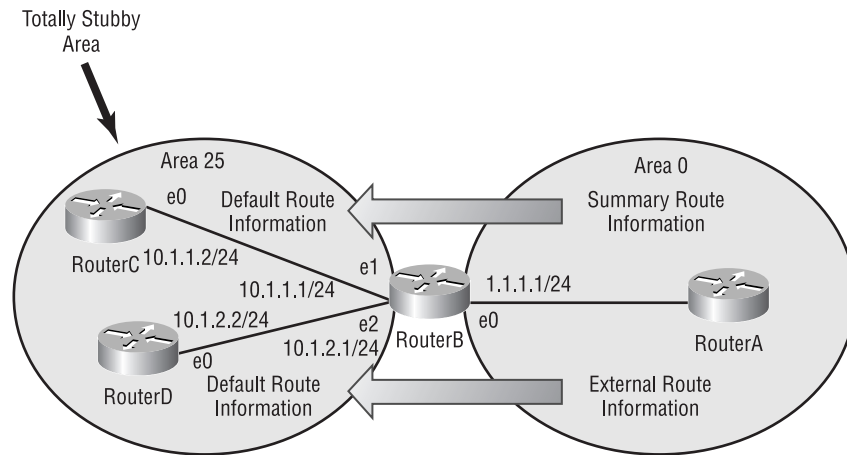 Totally Stubby
Area
Area 25
Area 0
e0
Default Route
Information
Summary Route
Information
RouterC
10.1.1.2/24
e1
10.1.1.1/24
1.1.1.1/24
10.1.2.2/24
e2
RouterB
e0
RouterA
e0
10.1.2.1/24
RouterD
Default Route
Information
External Route
Information